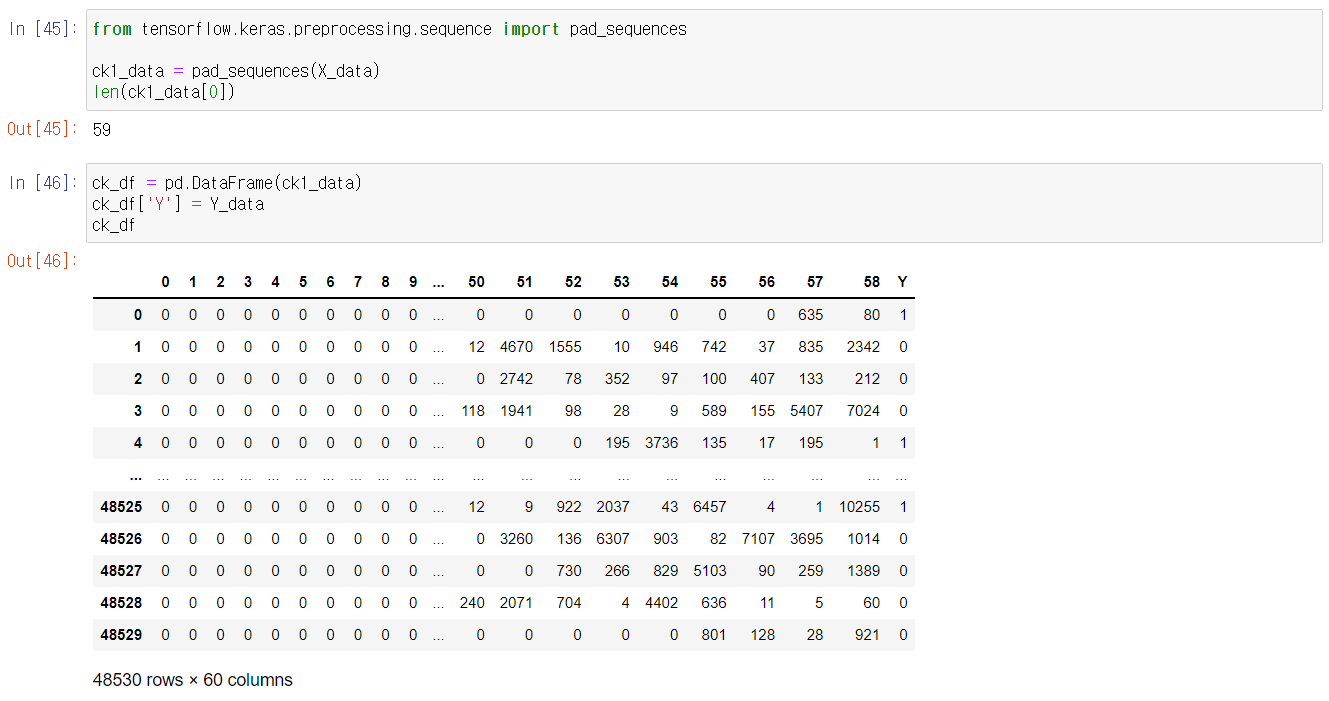 In [45]: from tensorflow.keras.preprocessing.sequence import pad_sequences
ck1_data = pad_sequences(X_data)
len(ck1_data[0])
Out[45]: 59
In [46]: ck_df = pd.DataFrame(ck1_data)
ck_df['Y'] = Y_data
ck_df
Out[46]:
0 1 2 3 4 5 6 7 8 9 ... 50 51 52 53 54 55 56 57 58 Y
0 0 0 0 0 0 0 0 0 0 0 ... 0 0 0 0 0 0 0 635 80 1
1 0 0 0 0 0 0 0 0 0 0 ... 12 4670 1555 10 946 742 37 835 2342 0
2 0 0 0 0 0 0 0 0 0 0 ... 0 2742 78 352 97 100 407 133 212 0
3 0 0 0 0 0 0 0 0 0 0 ... 118 1941 98 28 9 589 155 5407 7024 0
4 0 0 0 0 0 0 0 0 0 0 ... 0 0 0 195 3736 135 17 195 1 1
... ... ... ... ... ... ... ... ... ... ... ... ... ... ... ... ... ... ... ... ... ...
48525 0 0 0 0 0 0 0 0 0 0 ... 12 9 922 2037 43 6457 4 1 10255 1
48526 0 0 0 0 0 0 0 0 0 0 ... 0 3260 136 6307 903 82 7107 3695 1014 0
48527 0 0 0 0 0 0 0 0 0 0 ... 0 0 730 266 829 5103 90 259 1389 0
48528 0 0 0 0 0 0 0 0 0 0 ... 240 2071 704 4 4402 636 11 5 60 0
48529 0 0 0 0 0 0 0 0 0 0 ... 0 0 0 0 0 801 128 28 921 0
48530 rows × 60 columns